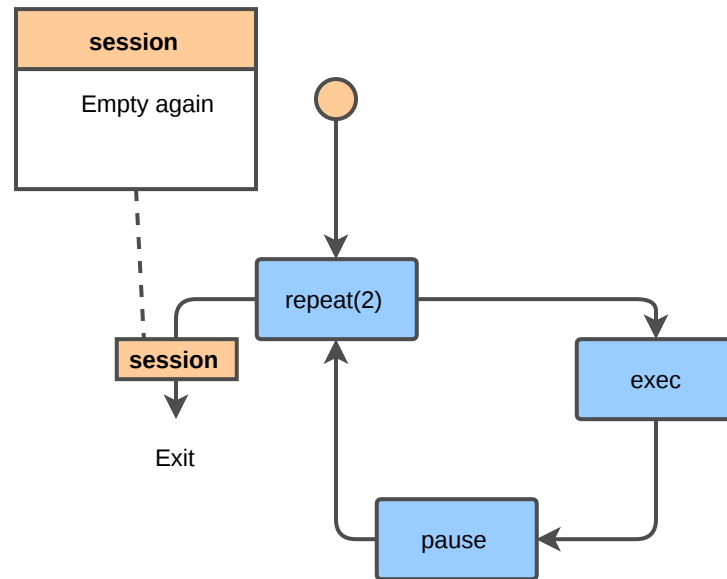 session
Empty again
repeat(2)
session
exec
Exit
pause